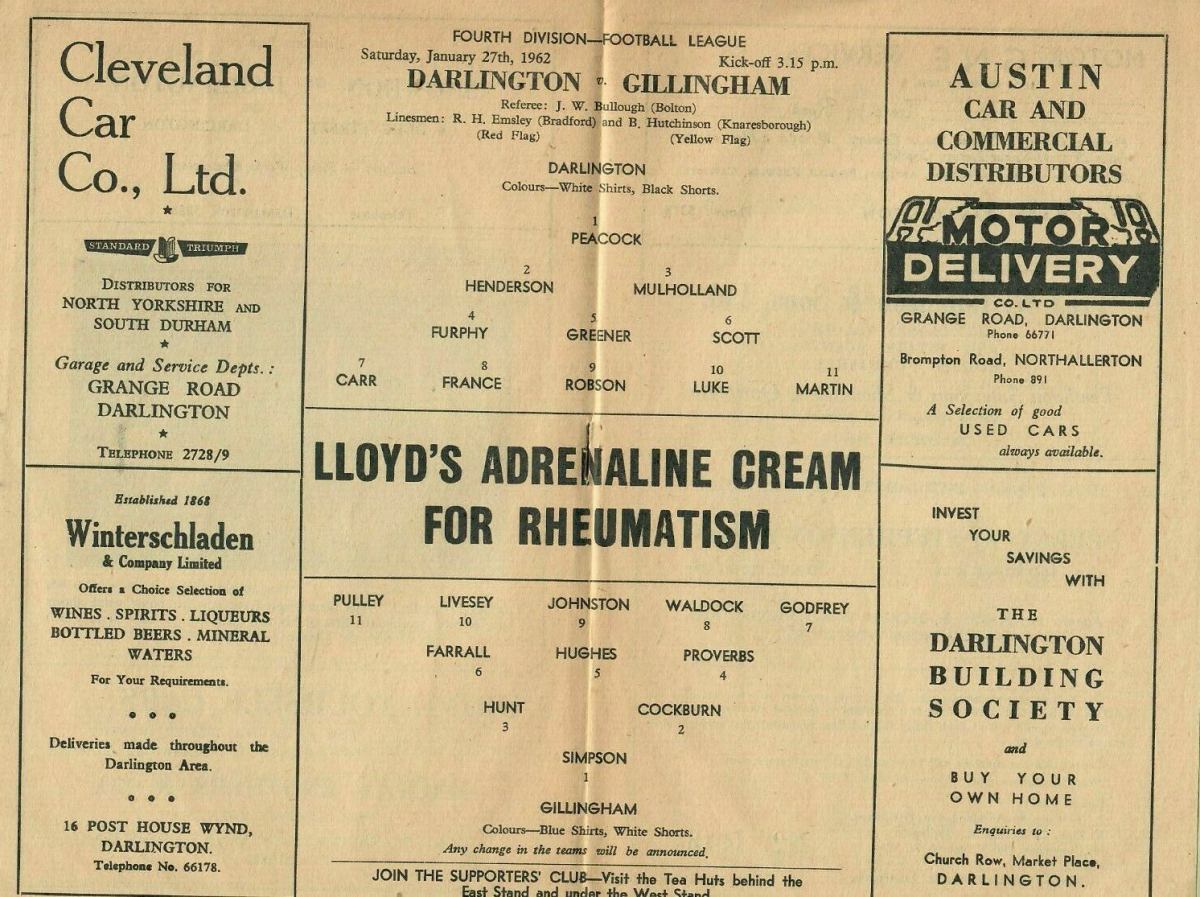 Cleveland
Car
Co., Ltd.
STANDARD TRIUMPH
DISTRIBUTORS FOR
NORTH YORKSHIRE AND
SOUTH DURHAM
Garage and Service Depts.:
GRANGE ROAD
DARLINGTON
TELEPHONE 2728/9
Established 1868
Winterschladen
& Company Limited
Offers a Choice Selection of
WINES . SPIRITS . LIQUEURS
BOTTLED BEERS . MINERAL
WATERS
For Your Requirements.
Deliveries made throughout the
Darlington Area.
16 POST HOUSE WYND,
DARLINGTON.
Telephone No. 66178.
FOURTH DIVISION—FOOTBALL LEAGUE
Saturday, January 27th, 1962 Kick-off 3.15 p.m.
DARLINGTON v. GILLINGHAM
Referee: J. W. Bullough (Bolton)
Linesmen: R. H. Emsley (Bradford) and B. Hutchinson (Knaresborough)
(Red Flag) (Yellow Flag)
DARLINGTON
Colours—White Shirts, Black Shorts.
1
PEACOCK
2 3
HENDERSON MULHOLLAND
4 5 6
FURPHY GREENER SCOTT
7 8 9 10 11
CARR FRANCE ROBSON LUKE MARTIN
LLOYD'S ADRENALINE CREAM
FOR RHEUMATISM
PULLEY LIVESEY JOHNSTON WALDOCK GODFREY
11 10 9 8 7
FARRALL HUGHES PROVERBS
6 5 4
HUNT COCKBURN
3 2
SIMPSON
1
GILLINGHAM
Colours—Blue Shirts, White Shorts.
Any change in the teams will be announced.
JOIN THE SUPPORTERS' CLUB—Visit the Tea Huts behind the
East Stand and under the West Stand
AUSTIN
CAR AND
COMMERCIAL
DISTRIBUTORS
MOTOR
DELIVERY
CO. LTD
GRANGE ROAD, DARLINGTON
Phone 66771
Brompton Road, NORTHALLERTON
Phone 891
A Selection of good
USED CARS
always available.
INVEST
YOUR
SAVINGS
WITH
THE
DARLINGTON
BUILDING
SOCIETY
and
BUY YOUR
OWN HOME
Enquiries to :
Church Row, Market Place,
DARLINGTON.